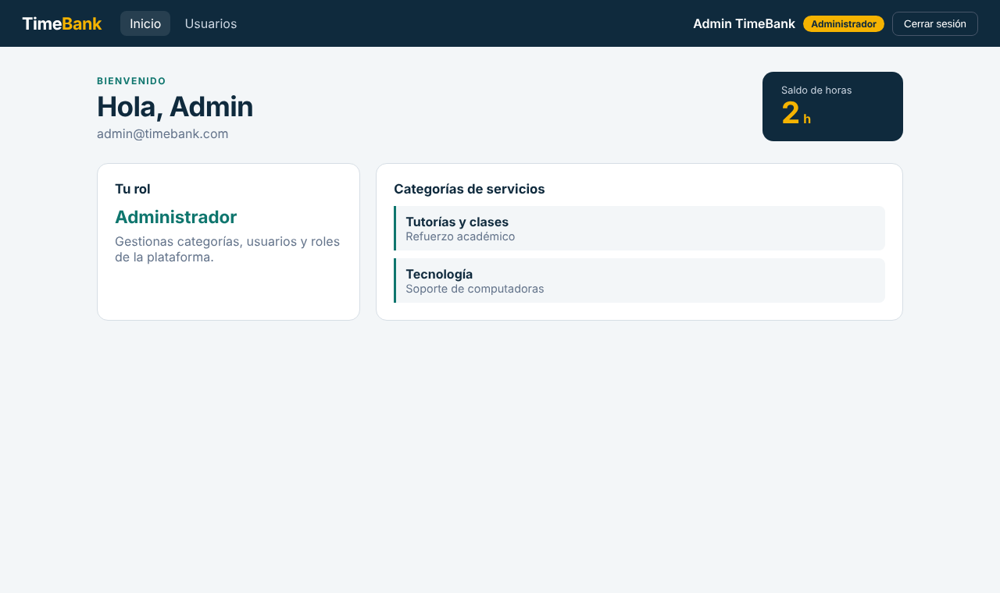 TimeBank Inicio Usuarios Admin TimeBank Administrador Cerrar sesión
BIENVENIDO
Hola, Admin
admin@timebank.com
Saldo de horas
2 h
Tu rol
Administrador
Gestionas categorías, usuarios y roles
de la plataforma.
Categorías de servicios
Tutorías y clases
Refuerzo académico
Tecnología
Soporte de computadoras